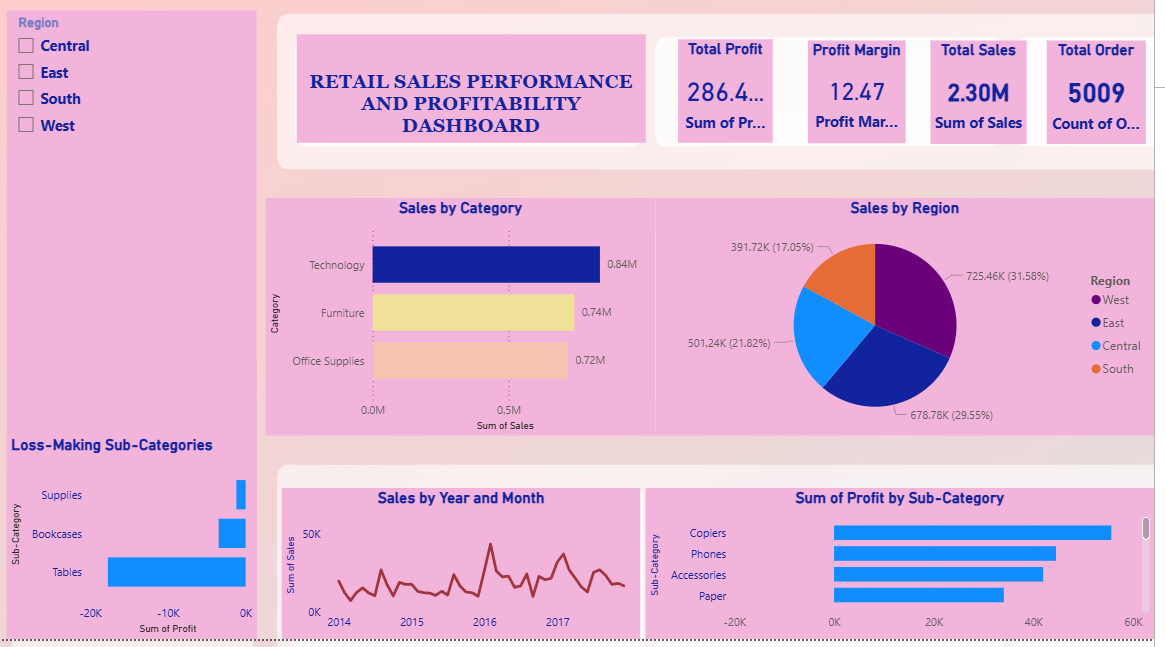 Region
Central
East
South
West
RETAIL SALES PERFORMANCE
AND PROFITABILITY
DASHBOARD
Total Profit
286.4...
Sum of Pr...
Profit Margin
12.47
Profit Mar...
Total Sales
2.30M
Sum of Sales
Total Order
5009
Count of O...
Sales by Category
Category
Technology
0.84M
Furniture
0.74M
Office Supplies
0.72M
0.0M
0.5M
Sum of Sales
Sales by Region
391.72K (17.05%)
725.46K (31.58%)
501.24K (21.82%)
678.78K (29.55%)
Region
West
East
Central
South
Loss-Making Sub-Categories
Sub-Category
Supplies
Bookcases
Tables
-20K
-10K
0K
Sum of Profit
Sales by Year and Month
Sum of Sales
50K
0K
2014
2015
2016
2017
Sum of Profit by Sub-Category
Sub-Category
Copiers
Phones
Accessories
Paper
-20K
0K
20K
40K
60K